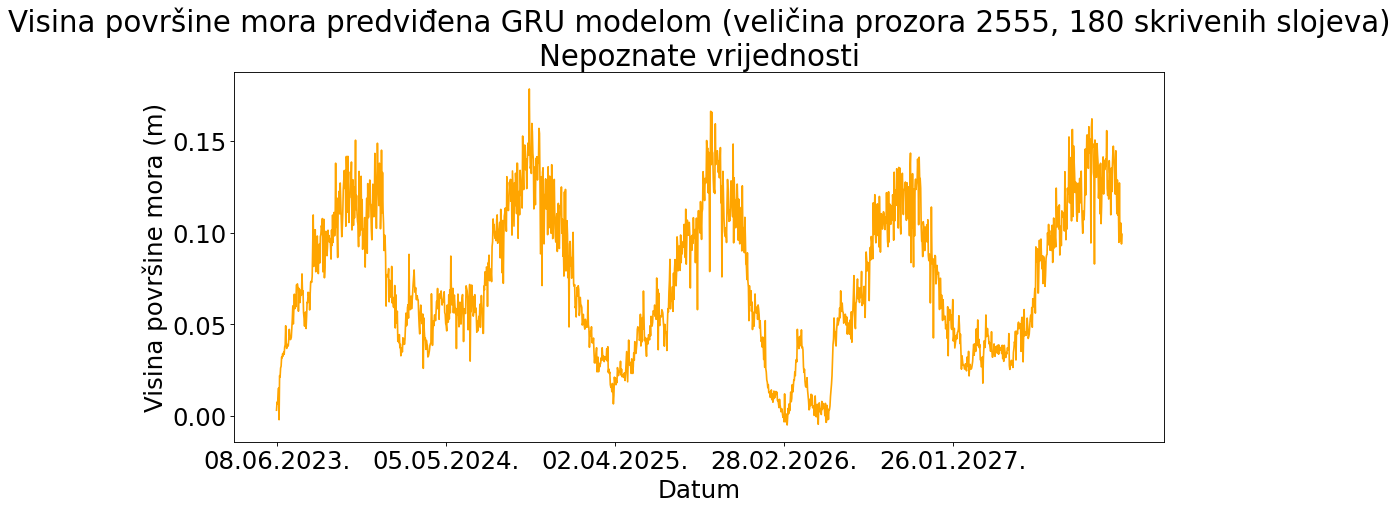 Visina površine mora predviđena GRU modelom (veličina prozora 2555, 180 skrivenih slojeva)
Nepoznate vrijednosti
Visina površine mora (m)
0.15
0.10
0.05
0.00
08.06.2023. 05.05.2024. 02.04.2025. 28.02.2026. 26.01.2027.
Datum